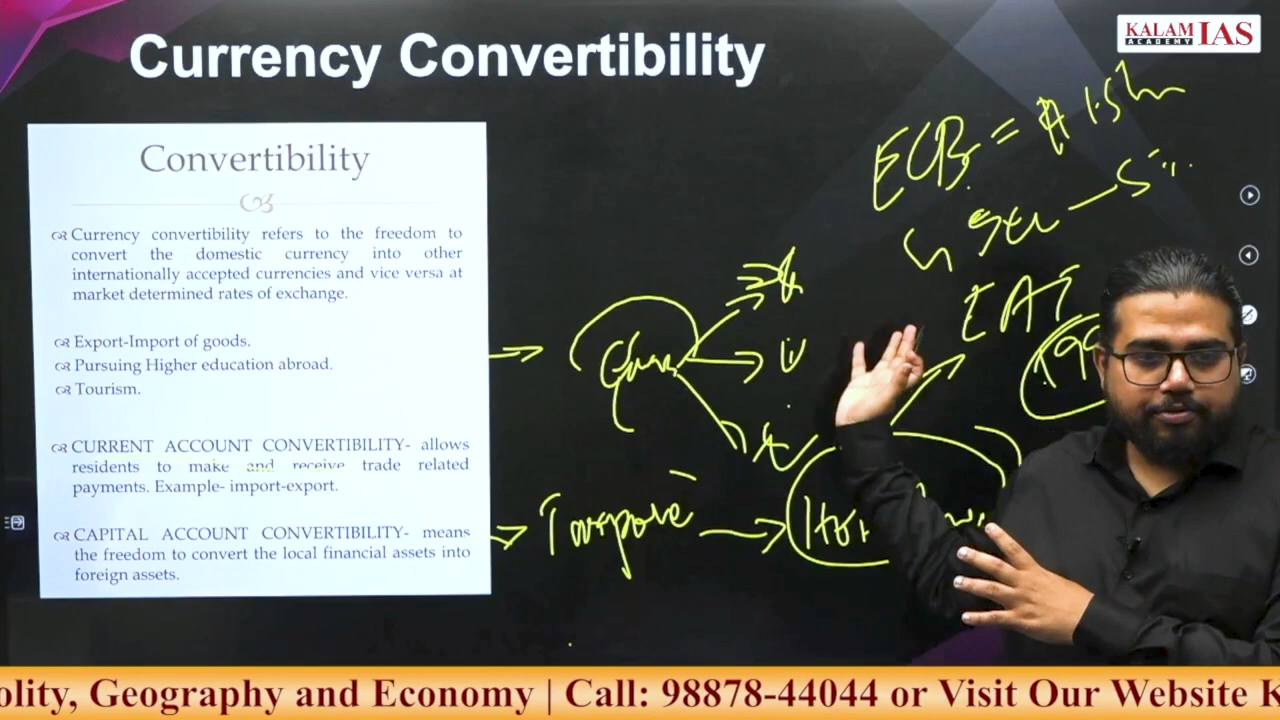 KALAM IAS
ACADEMY
Currency Convertibility
Convertibility
Currency convertibility refers to the freedom to
convert the domestic currency into other
internationally accepted currencies and vice versa at
market determined rates of exchange.
Export-Import of goods.
Pursuing Higher education abroad.
Tourism.
CURRENT ACCOUNT CONVERTIBILITY- allows
residents to make and receive trade related
payments. Example- import-export.
CAPITAL ACCOUNT CONVERTIBILITY- means
the freedom to convert the local financial assets into
foreign assets.
ECB =
olity, Geography and Economy | Call: 98878-44044 or Visit Our Website K